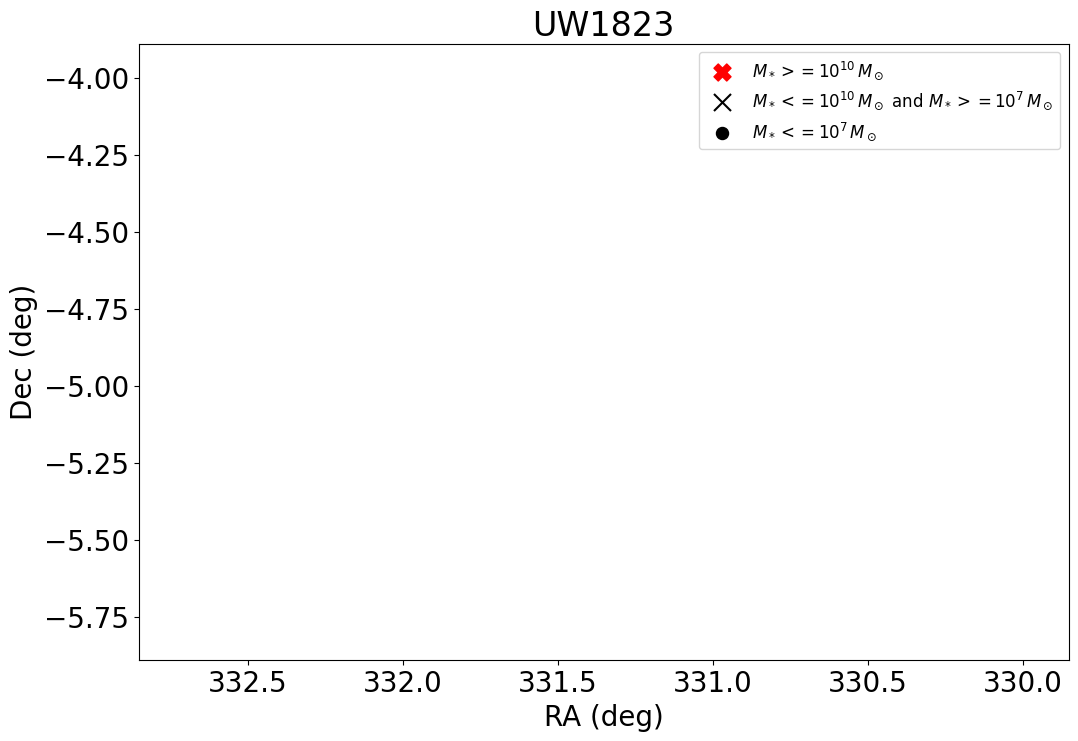 UW1823
$M_* >= 10^{10} M_\odot$
$M_* <= 10^{10} M_\odot$ and $M_* >= 10^7 M_\odot$
$M_* <= 10^7 M_\odot$
−4.00
−4.25
−4.50
−4.75
−5.00
−5.25
−5.50
−5.75
Dec (deg)
332.5 332.0 331.5 331.0 330.5 330.0
RA (deg)